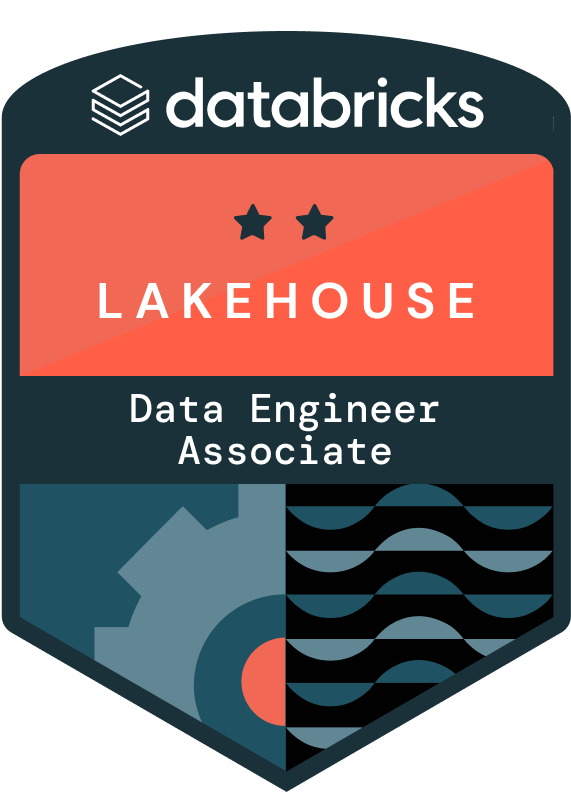 databricks
LAKEHOUSE
Data Engineer
Associate